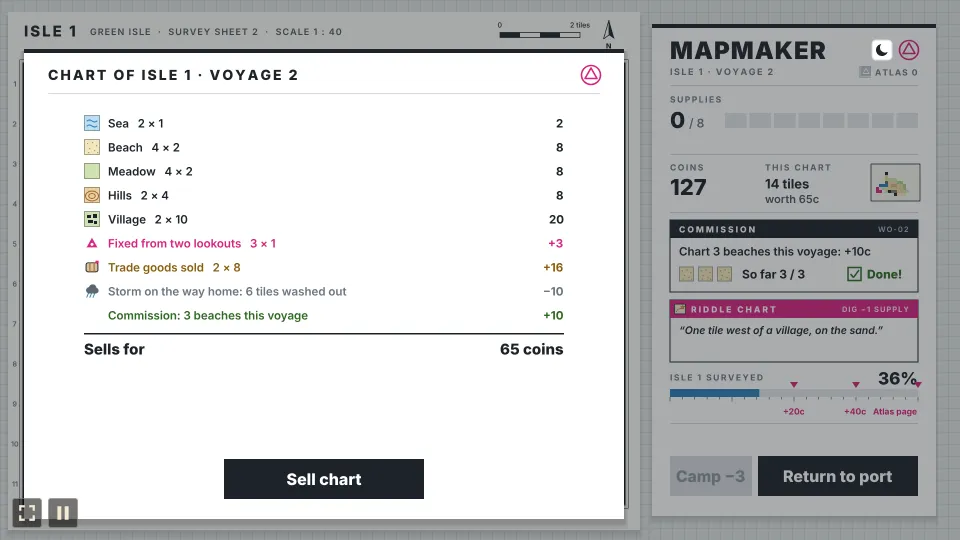 ISLE 1 GREEN ISLE · SURVEY SHEET 2 · SCALE 1 : 40
0 2 tiles
N
CHART OF ISLE 1 · VOYAGE 2
Sea 2 × 1 2
Beach 4 × 2 8
Meadow 4 × 2 8
Hills 2 × 4 8
Village 2 × 10 20
Fixed from two lookouts 3 × 1 +3
Trade goods sold 2 × 8 +16
Storm on the way home: 6 tiles washed out −10
Commission: 3 beaches this voyage +10
Sells for 65 coins
Sell chart
1
2
3
4
5
6
7
8
9
10
11
MAPMAKER
ISLE 1 · VOYAGE 2 ATLAS 0
SUPPLIES
0 / 8
COINS THIS CHART
127 14 tiles
worth 65c
COMMISSION WO-02
Chart 3 beaches this voyage: +10c
So far 3 / 3 Done!
RIDDLE CHART DIG −1 SUPPLY
“One tile west of a village, on the sand.”
ISLE 1 SURVEYED 36%
+20c +40c Atlas page
Camp −3 Return to port